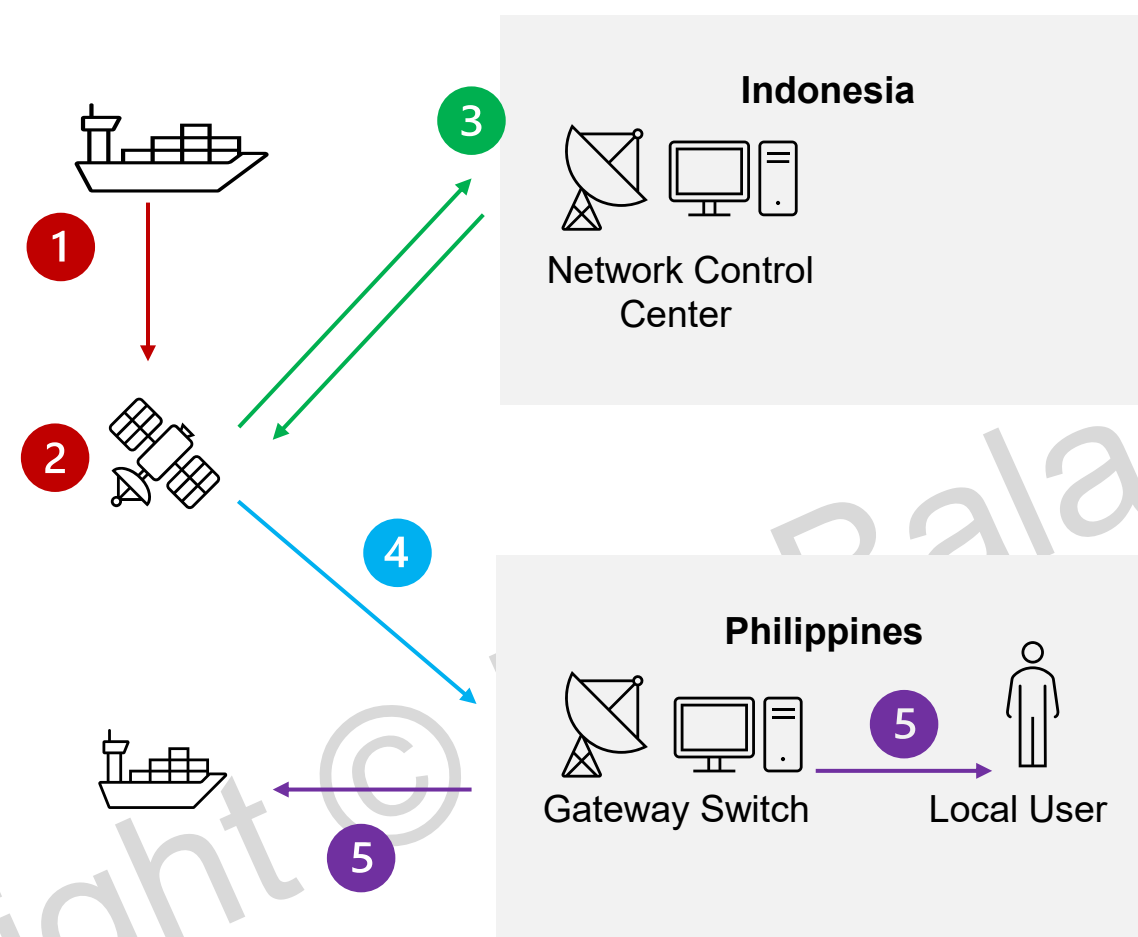 Indonesia
3
Network Control
Center
1
2
4
Philippines
5
Gateway Switch
Local User
5